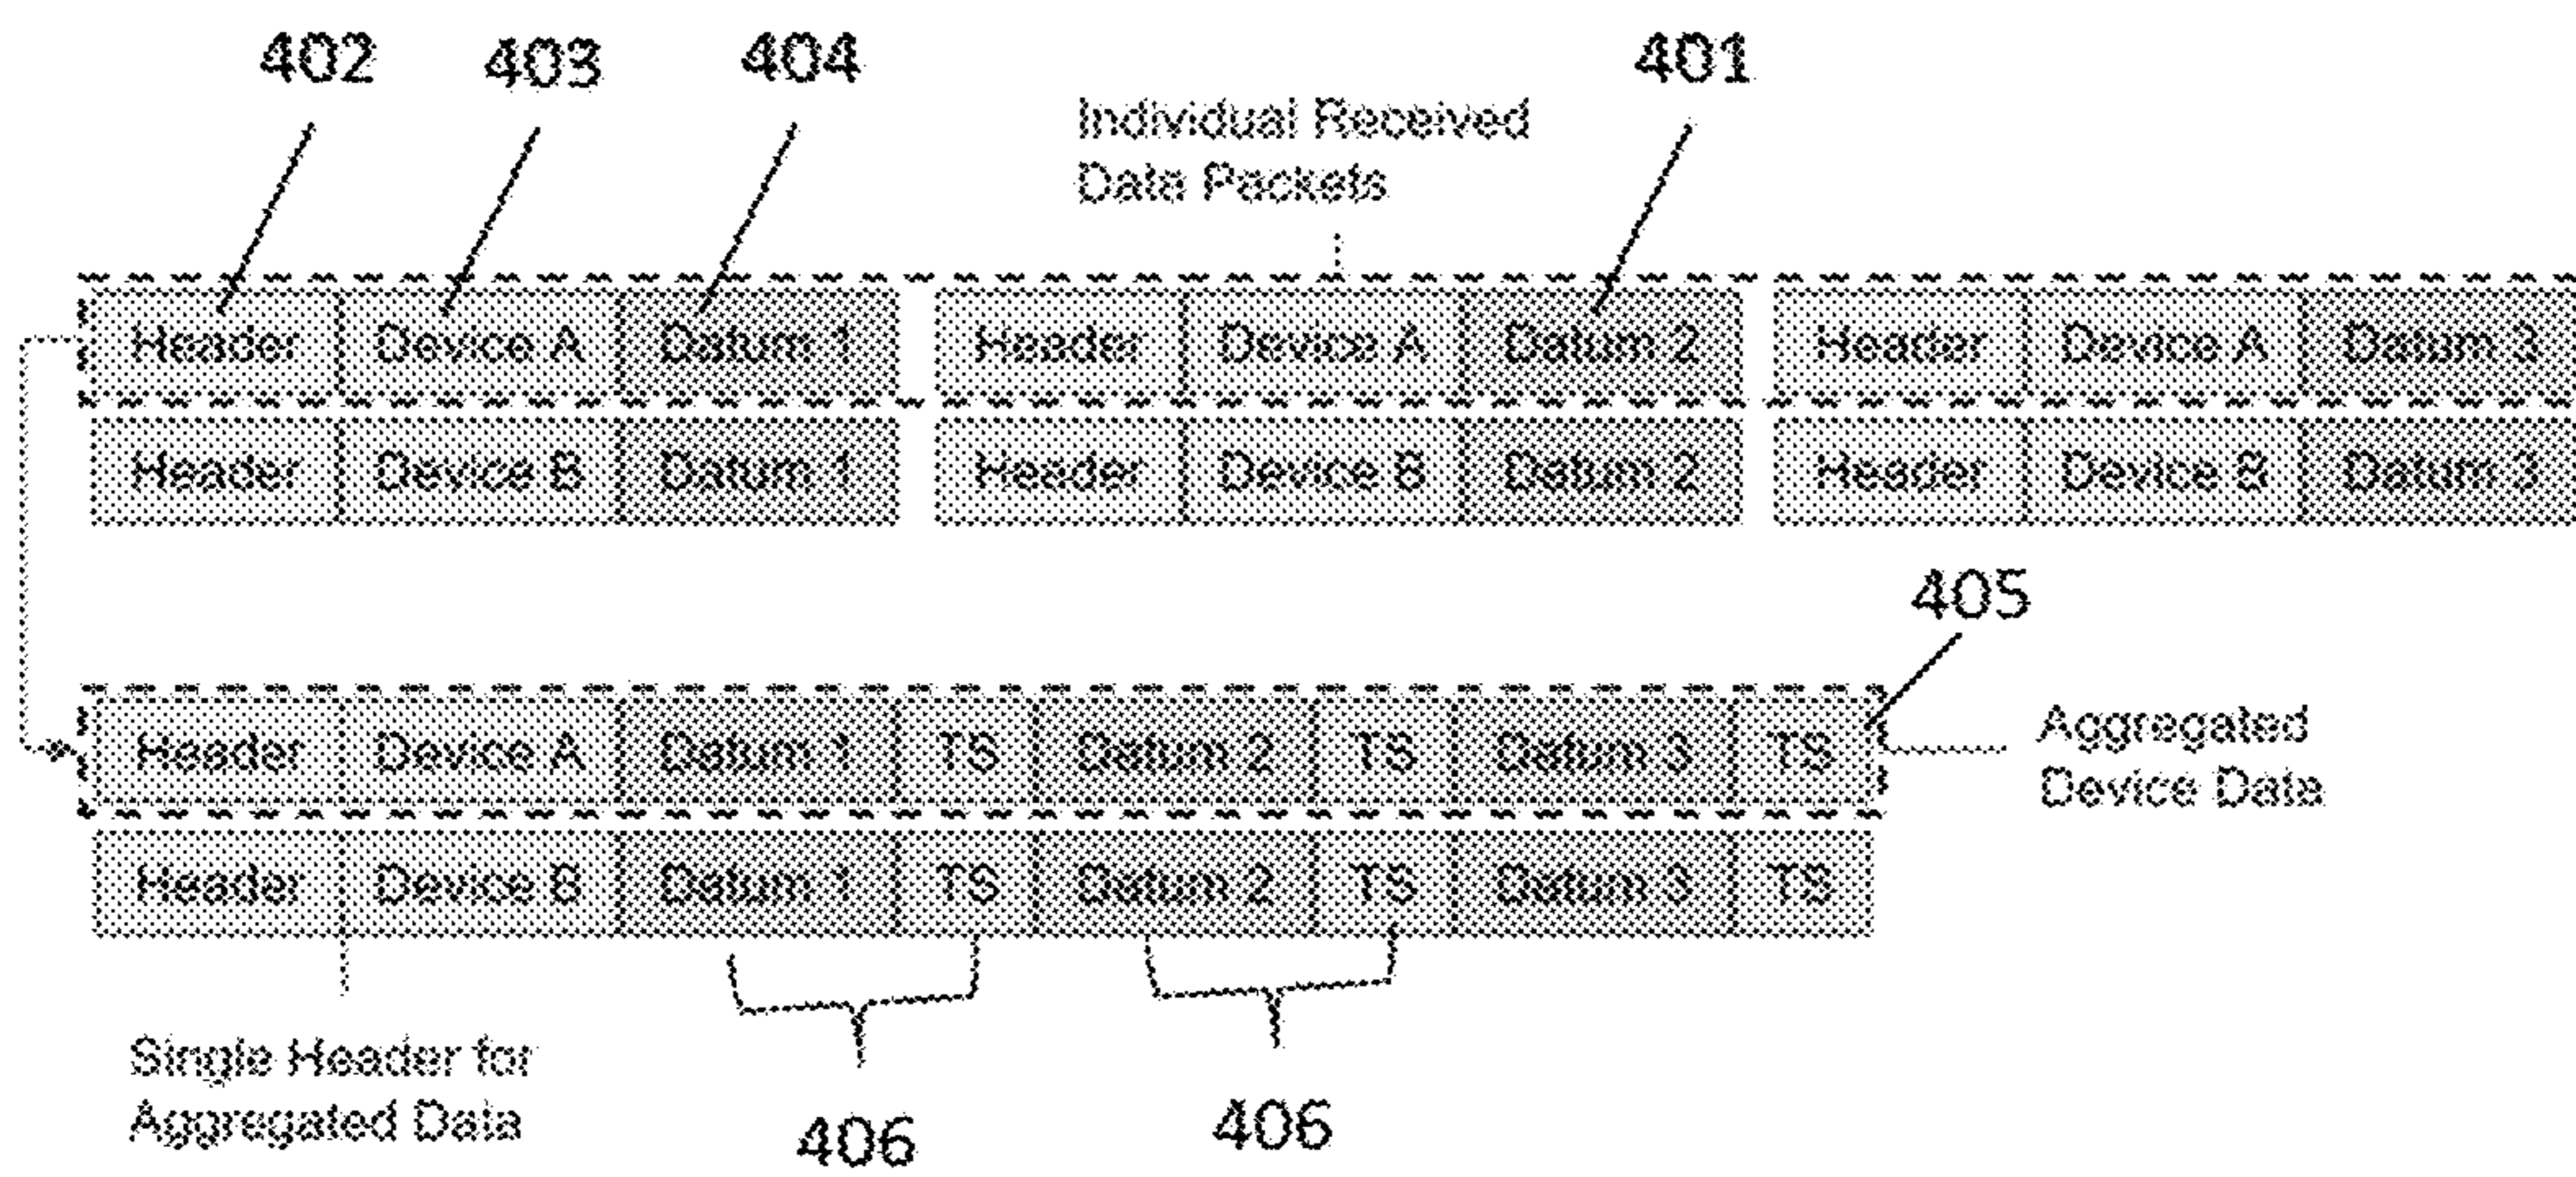 402 403 404 401
Individual Received
Data Packets
Header Device A Datum 1 Header Device A Datum 2 Header Device A Datum 3
Header Device B Datum 1 Header Device B Datum 2 Header Device B Datum 3
405
Header Device A Datum 1 TS Datum 2 TS Datum 3 TS
Aggregated
Device Data
Header Device B Datum 1 TS Datum 2 TS Datum 3 TS
Single Header for
Aggregated Data
406 406